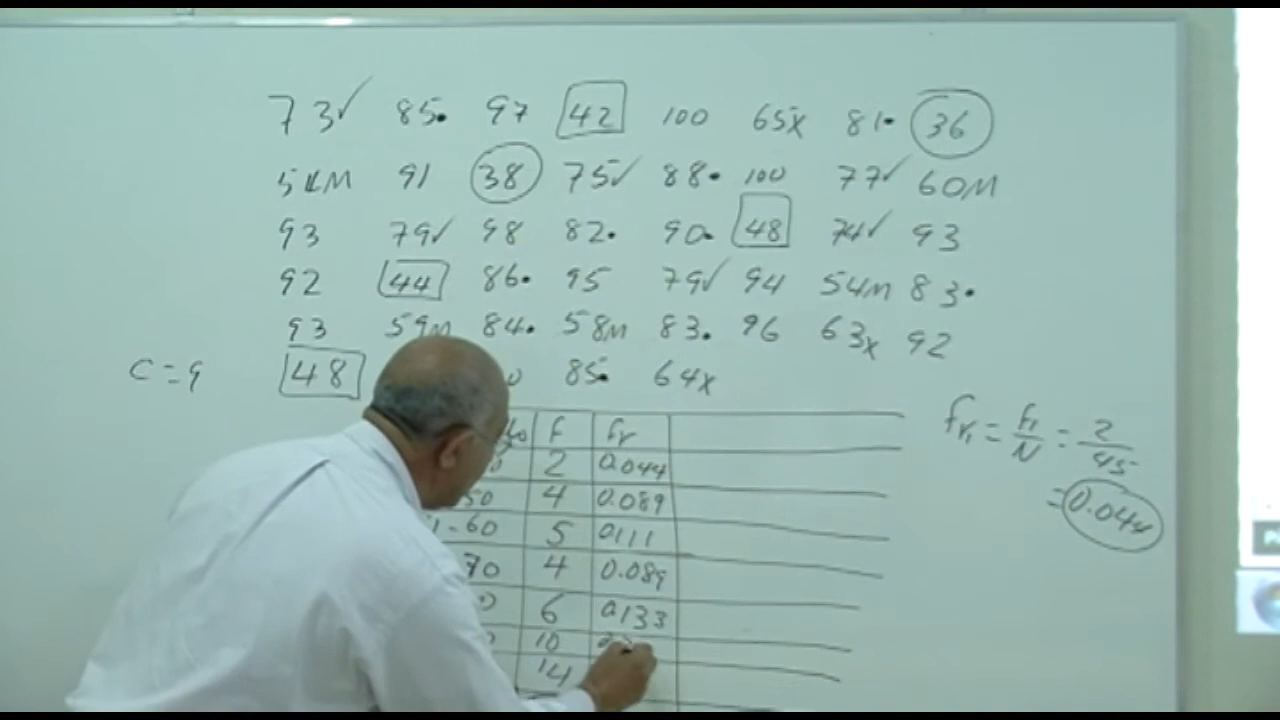 73✓ 85. 97 42 100 65x 81. 36
91 38 75✓ 88. 100 77✓ 60M
93 79✓ 98 82. 90. 48 74✓ 93
92 44 86. 95 79✓ 94 54M 83.
93 59M 84. 58M 83. 96 63x 92
C = 9 48 85. 64x
F Fr
2 0.044
50 4 0.089
-60 5 0.111
70 4 0.089
6 0.133
10
14
fr₁ = f₁/N = 2/45
= 0.044